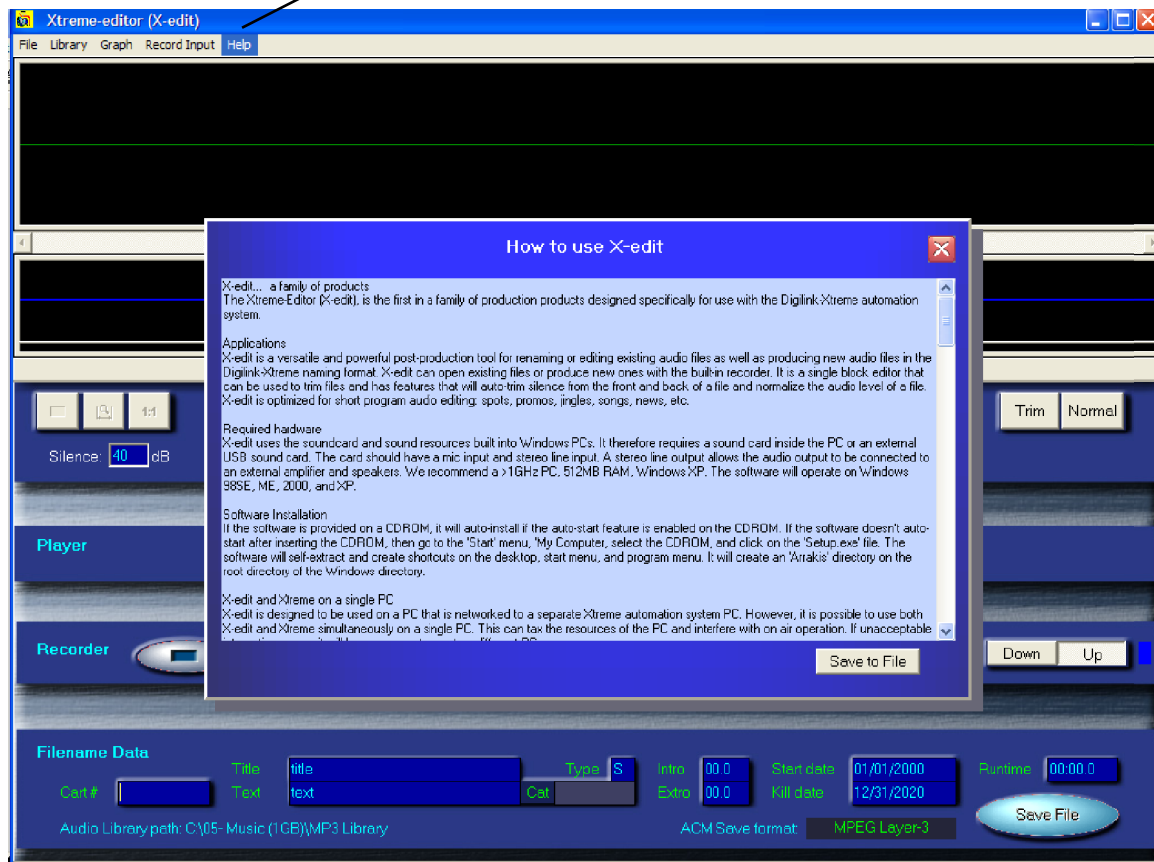 Xtreme-editor (X-edit)
File Library Graph Record Input Help
How to use X-edit
X-edit... a family of products
The Xtreme-Editor (X-edit), is the first in a family of production products designed specifically for use with the Digilink-Xtreme automation
system.
Applications
X-edit is a versatile and powerful post-production tool for renaming or editing existing audio files as well as producing new audio files in the
Digilink-Xtreme naming format. X-edit can open existing files or produce new ones with the built-in recorder. It is a single block editor that
can be used to trim files and has features that will auto-trim silence from the front and back of a file and normalize the audio level of a file.
X-edit is optimized for short program audio editing: spots, promos, jingles, songs, news, etc.
Required hardware
X-edit uses the soundcard and sound resources built into Windows PCs. It therefore requires a sound card inside the PC or an external
USB sound card. The card should have a mic input and stereo line input. A stereo line output allows the audio output to be connected to
an external amplifier and speakers. We recommend a >1GHz PC, 512MB RAM, Windows XP. The software will operate on Windows
98SE, ME, 2000, and XP.
Software Installation
If the software is provided on a CDROM, it will auto-install if the auto-start feature is enabled on the CDROM. If the software doesn't auto-
start after inserting the CDROM, then go to the 'Start' menu, 'My Computer, select the CDROM, and click on the 'Setup.exe' file. The
software will self-extract and create shortcuts on the desktop, start menu, and program menu. It will create an 'Arrakis' directory on the
root directory of the Windows directory.
X-edit and Xtreme on a single PC
X-edit is designed to be used on a PC that is networked to a separate Xtreme automation system PC. However, it is possible to use both
X-edit and Xtreme simultaneously on a single PC. This can tax the resources of the PC and interfere with on air operation. If unacceptable
Save to File
1:1
Silence: 40 dB
Trim Normal
Player
Recorder
Down Up
Filename Data
Title title Type S Intro 00.0 Start date 01/01/2000 Runtime 00:00.0
Cart # Text text Cat Extro 00.0 Kill date 12/31/2020
Save File
Audio Library path: C:\05- Music (1GB)\MP3 Library ACM Save format: MPEG Layer-3